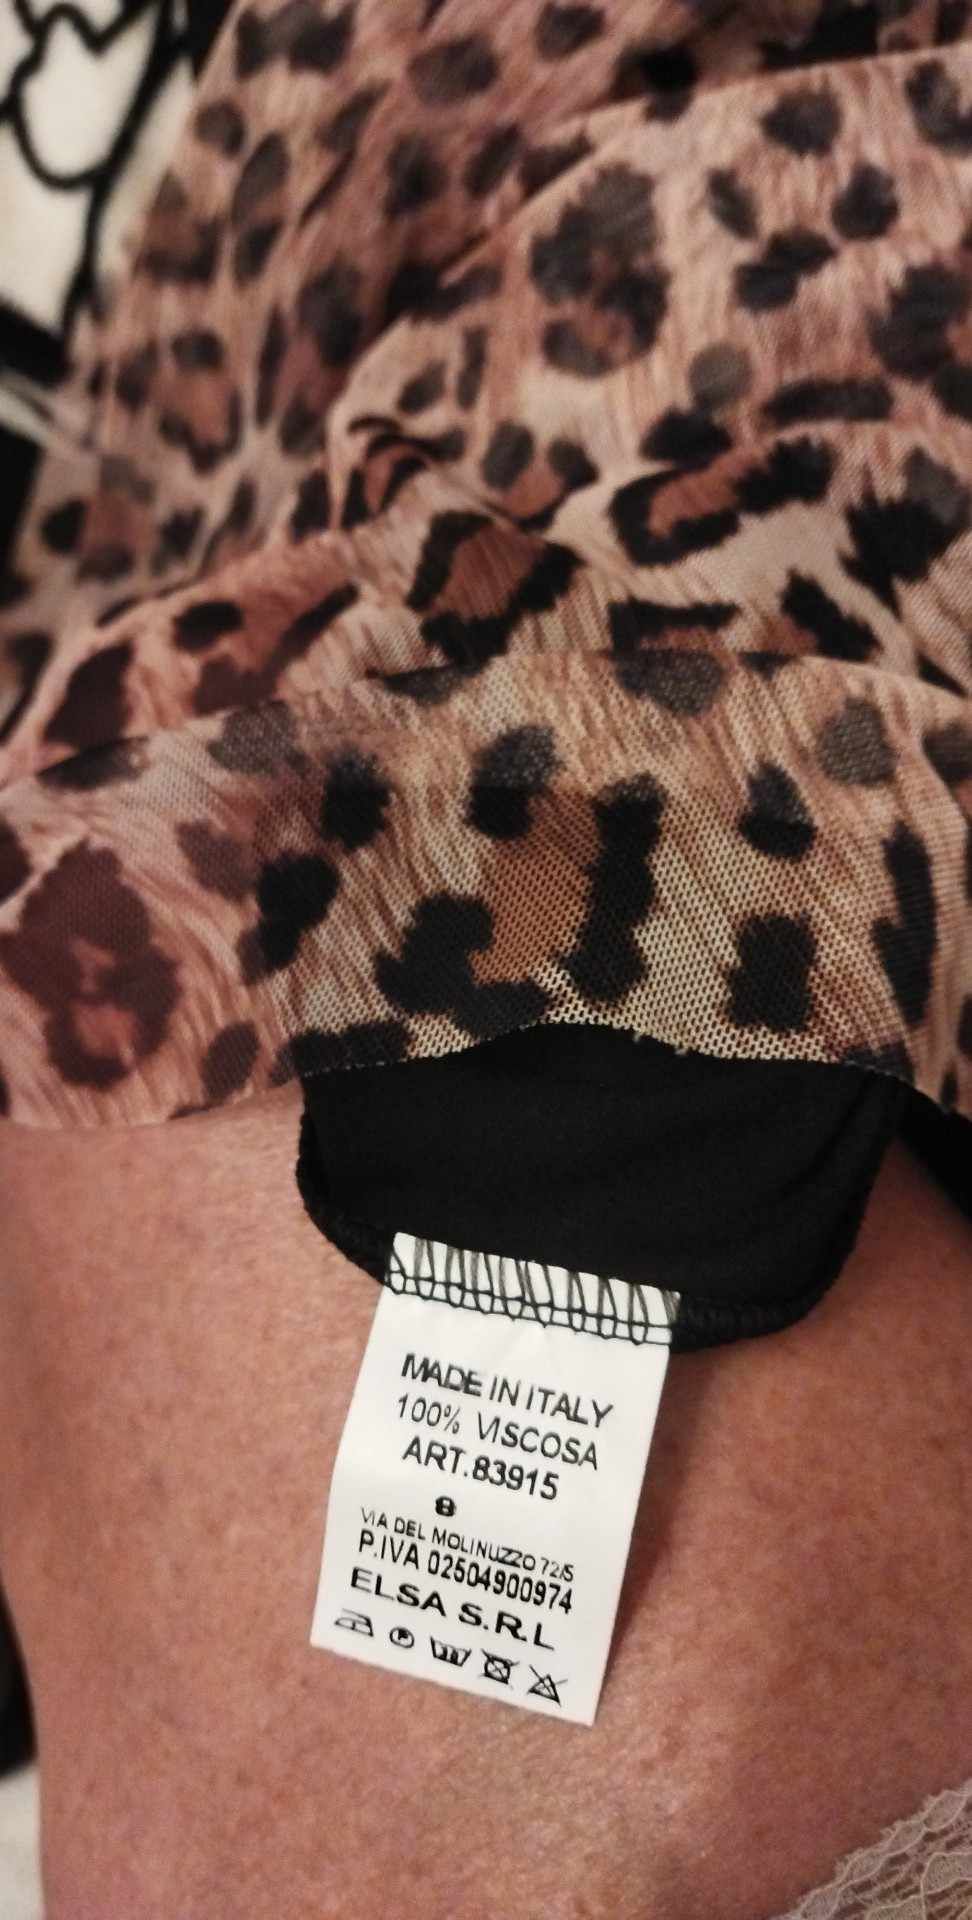 MADE IN ITALY
100% VISCOSA
ART.83915
8
VIA DEL MOLINUZZO 72/5
P.IVA 02504900974
ELSA S.R.L